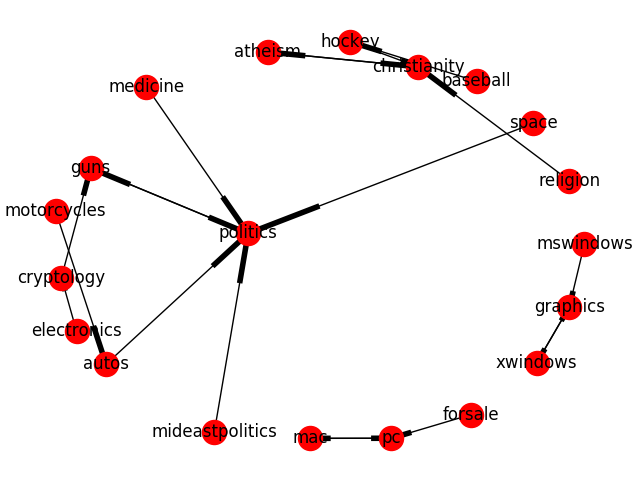 hockey
atheism
christianity
baseball
medicine
space
guns
religion
motorcycles
politics
mswindows
cryptology
graphics
electronics
autos
xwindows
forsale
mideastpolitics
mac
pc